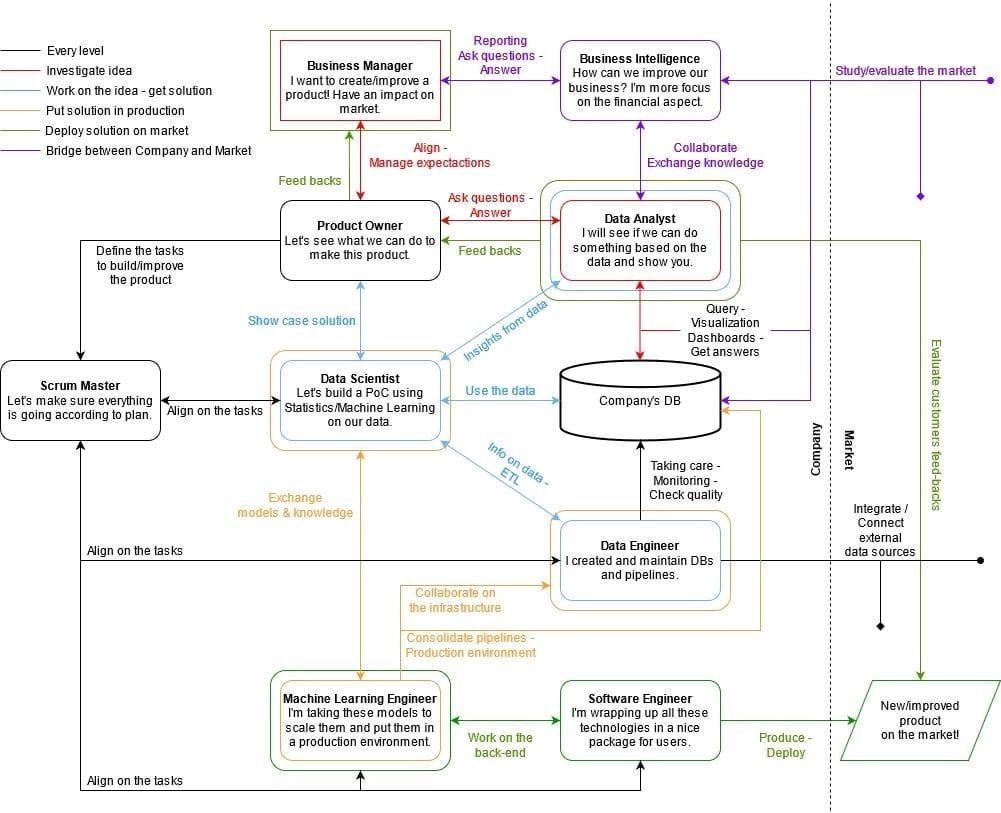 Every level
Investigate idea
Work on the idea - get solution
Put solution in production
Deploy solution on market
Bridge between Company and Market
Business Manager
I want to create/improve a
product! Have an impact on
market.
Reporting
Ask questions -
Answer
Business Intelligence
How can we improve our
business? I'm more focus
on the financial aspect.
Study/evaluate the market
Align -
Manage expectactions
Feed backs
Collaborate
Exchange knowledge
Product Owner
Let's see what we can do to
make this product.
Ask questions -
Answer
Feed backs
Data Analyst
I will see if we can do
something based on the
data and show you.
Define the tasks
to build/improve
the product
Show case solution
Insights from data
Query -
Visualization
Dashboards -
Get answers
Scrum Master
Let's make sure everything
is going according to plan.
Align on the tasks
Data Scientist
Let's build a PoC using
Statistics/Machine Learning
on our data.
Use the data
Company's DB
Evaluate customers feed-backs
Company
Market
Info on data -
ETL
Taking care -
Monitoring -
Check quality
Exchange
models & knowledge
Integrate /
Connect
external
data sources
Align on the tasks
Data Engineer
I created and maintain DBs
and pipelines.
Collaborate on
the infrastructure
Consolidate pipelines -
Production environment
Machine Learning Engineer
I'm taking these models to
scale them and put them in
a production environment.
Work on the
back-end
Software Engineer
I'm wrapping up all these
technologies in a nice
package for users.
Produce -
Deploy
New/improved
product
on the market!
Align on the tasks